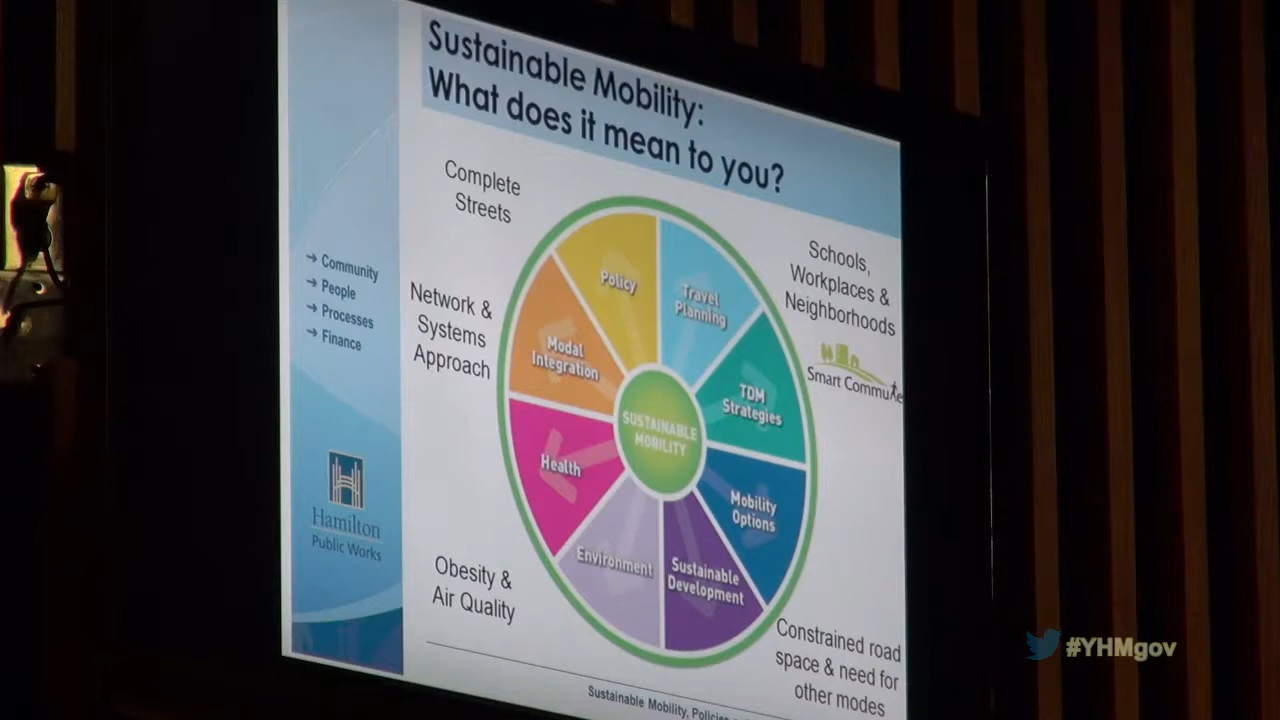 Sustainable Mobility:
What does it mean to you?
Complete
Streets
Network &
Systems
Approach
Obesity &
Air Quality
Schools,
Workplaces &
Neighborhoods
Smart Commute
Constrained road
space & need for
other modes
Policy
Travel
Planning
TDM
Strategies
Mobility
Options
Sustainable
Development
Environment
Health
Modal
Integration
SUSTAINABLE
MOBILITY
→ Community
→ People
→ Processes
→ Finance
Hamilton
Public Works
Sustainable Mobility, Policies
#YHMgov